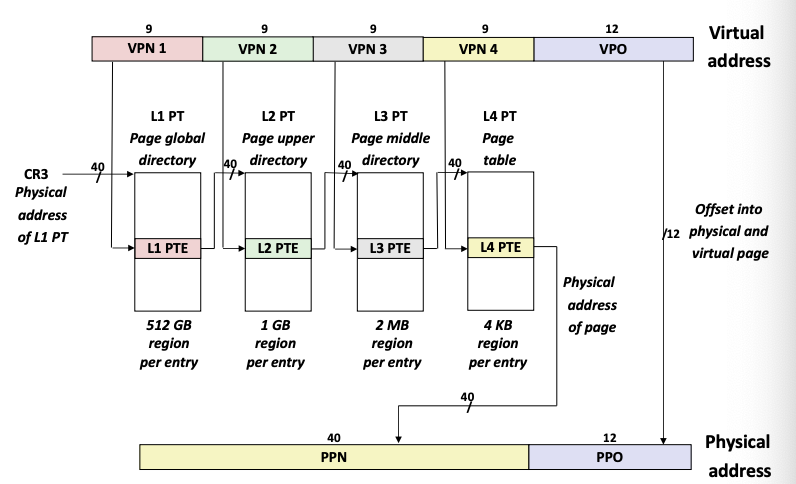 9 9 9 9 12
VPN 1 VPN 2 VPN 3 VPN 4 VPO
Virtual
address
L1 PT
Page global
directory
L2 PT
Page upper
directory
L3 PT
Page middle
directory
L4 PT
Page
table
CR3
Physical
address
of L1 PT
40
40
40
40
L1 PTE L2 PTE L3 PTE L4 PTE
512 GB
region
per entry
1 GB
region
per entry
2 MB
region
per entry
4 KB
region
per entry
Physical
address
of page
/12
Offset into
physical and
virtual page
40
40 12
PPN PPO
Physical
address